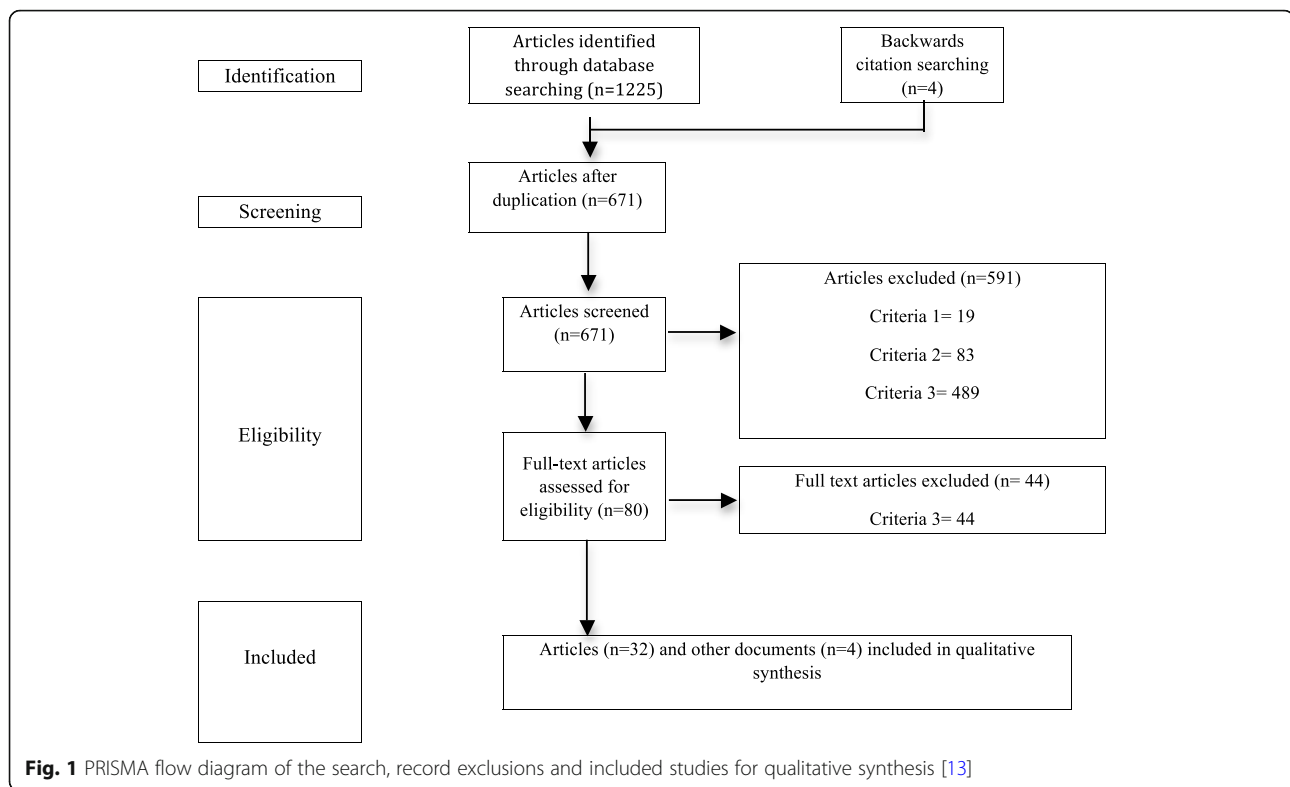 Identification
Articles identified
through database
searching (n=1225)
Backwards
citation searching
(n=4)
Screening
Articles after
duplication (n=671)
Eligibility
Articles screened
(n=671)
Articles excluded (n=591)
Criteria 1= 19
Criteria 2= 83
Criteria 3= 489
Full-text articles
assessed for
eligibility (n=80)
Full text articles excluded (n= 44)
Criteria 3= 44
Included
Articles (n=32) and other documents (n=4) included in qualitative
synthesis
Fig. 1 PRISMA flow diagram of the search, record exclusions and included studies for qualitative synthesis [13]